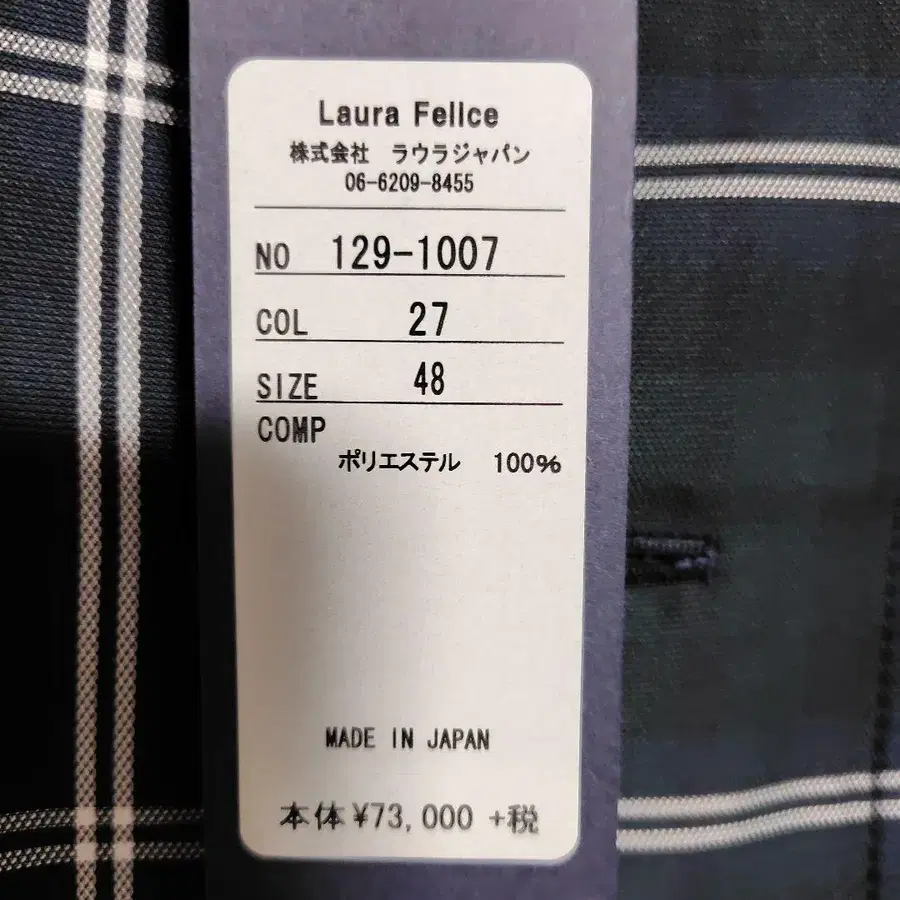 Laura Felice
株式会社 ラウラジャパン
06-6209-8455
NO 129-1007
COL 27
SIZE 48
COMP
ポリエステル 100%
MADE IN JAPAN
本体 ¥73,000 +税